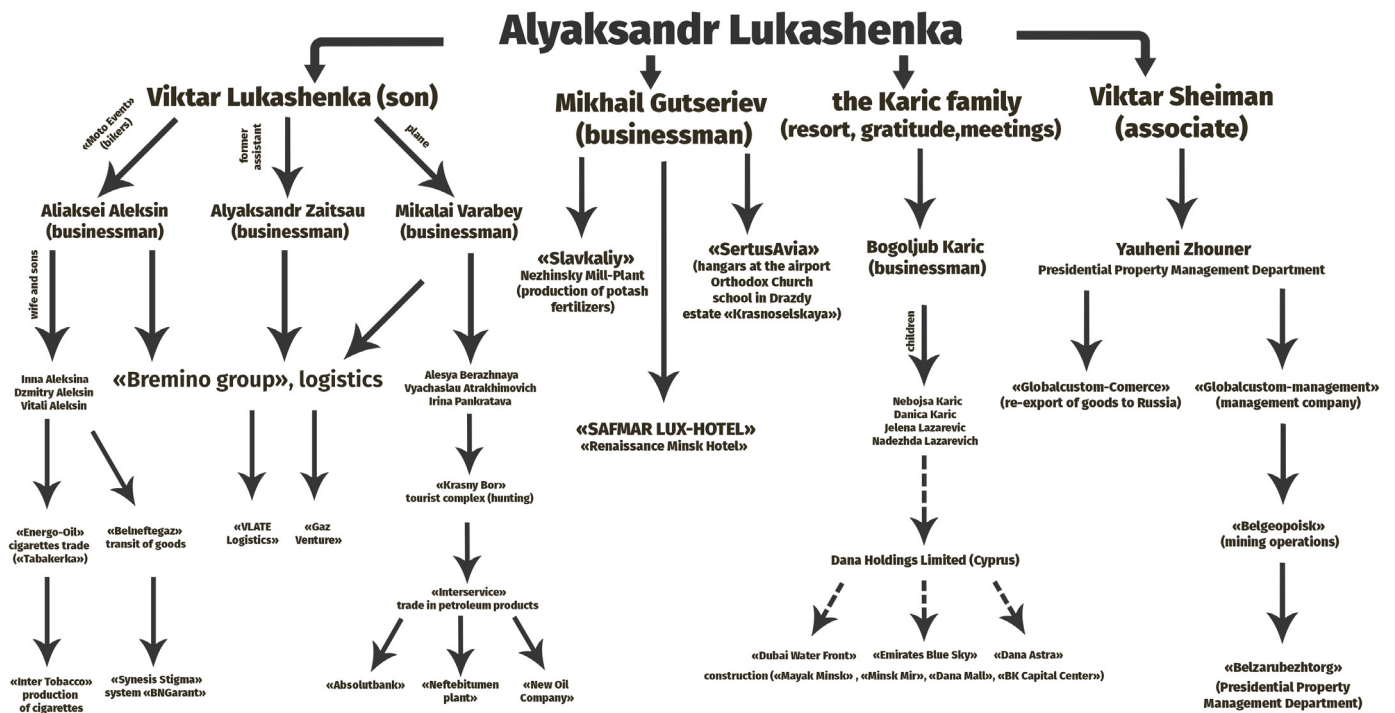 Alyaksandr Lukashenka
Viktar Lukashenka (son)
«Moto Event»
(bikers)
former
assistant
plane
Aliaksei Aleksin
(businessman)
Alyaksandr Zaitsau
(businessman)
Mikalai Varabey
(businessman)
wife and sons
Inna Aleksina
Dzmitry Aleksin
Vitali Aleksin
«Bremino group», logistics
Alesya Berazhnaya
Vyachaslau Atrakhimovich
Irina Pankratava
«Energo-Oil»
cigarettes trade
(«Tabakerka»)
«Belneftegaz»
transit of goods
«VLATE
Logistics»
«Gaz
Venture»
«Krasny Bor»
tourist complex (hunting)
«Interservice»
trade in petroleum products
«Inter Tobacco»
production
of cigarettes
«Synesis Stigma»
system «BNGarant»
«Absolutbank»
«Neftebitumen
plant»
«New Oil
Company»
Mikhail Gutseriev
(businessman)
«Slavkaliy»
Nezhinsky Mill-Plant
(production of potash
fertilizers)
«SertusAvia»
(hangars at the airport
Orthodox Church
school in Drazdy
estate «Krasnoselskaya»)
«SAFMAR LUX-HOTEL»
«Renaissance Minsk Hotel»
the Karic family
(resort, gratitude,meetings)
Bogoljub Karic
(businessman)
children
Nebojsa Karic
Danica Karic
Jelena Lazarevic
Nadezhda Lazarevich
Dana Holdings Limited (Cyprus)
«Dubai Water Front»
«Emirates Blue Sky»
«Dana Astra»
construction («Mayak Minsk» , «Minsk Mir», «Dana Mall», «BK Capital Center»)
Viktar Sheiman
(associate)
Yauheni Zhouner
Presidential Property Management Department
«Globalcustom-Comerce»
(re-export of goods to Russia)
«Globalcustom-management»
(management company)
«Belgeopoisk»
(mining operations)
«Belzarubezhtorg»
(Presidential Property
Management Department)